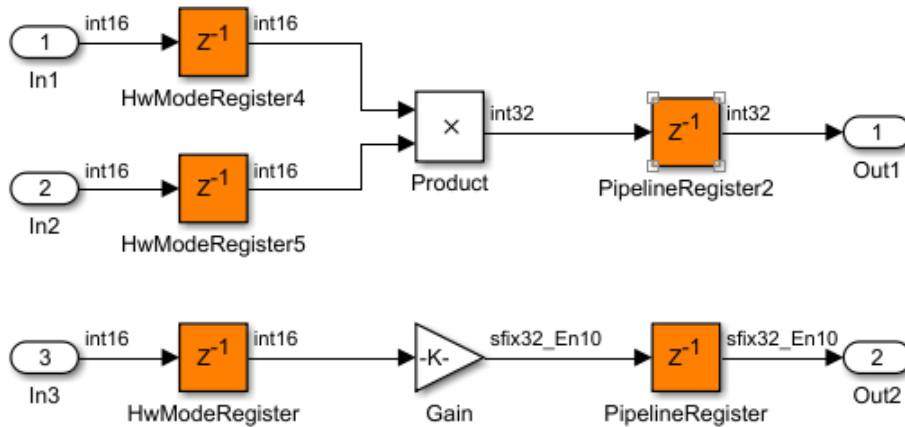 1
In1
int16
Z-1
int16
HwModeRegister4
2
In2
int16
Z-1
int16
HwModeRegister5
×
Product
int32
Z-1
PipelineRegister2
int32
1
Out1
3
In3
int16
Z-1
int16
HwModeRegister
-K-
Gain
sfix32_En10
Z-1
PipelineRegister
sfix32_En10
2
Out2